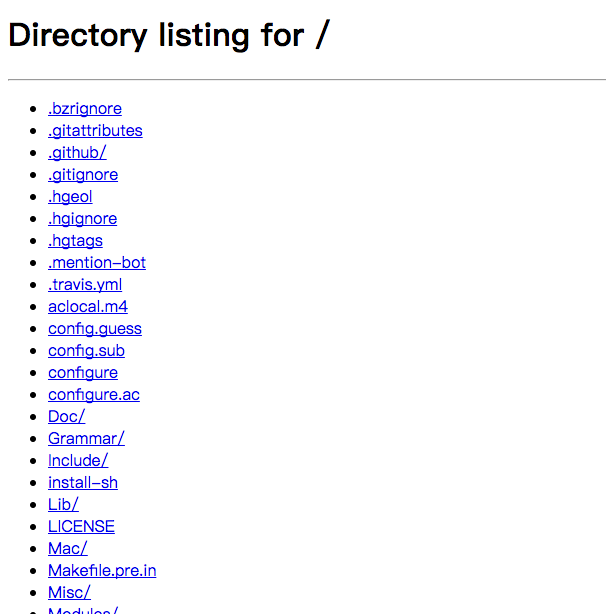 Directory listing for /
.bzrignore
.gitattributes
.github/
.gitignore
.hgeol
.hgignore
.hgtags
.mention-bot
.travis.yml
aclocal.m4
config.guess
config.sub
configure
configure.ac
Doc/
Grammar/
Include/
install-sh
Lib/
LICENSE
Mac/
Makefile.pre.in
Misc/
Modules/